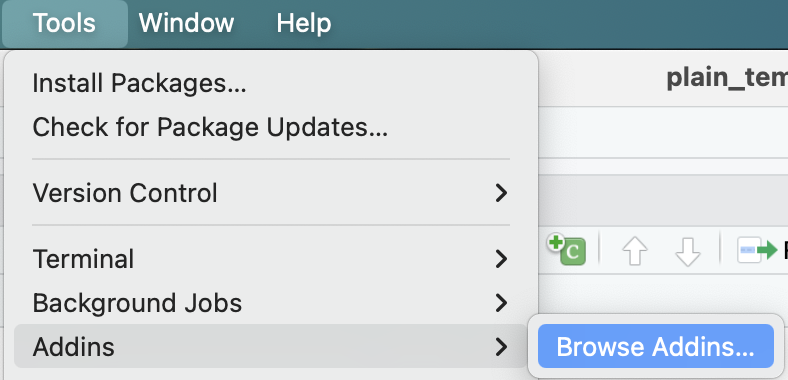 Tools Window Help
plain_tem
Install Packages...
Check for Package Updates...
Version Control
Terminal
C
Background Jobs
Addins
Browse Addins...